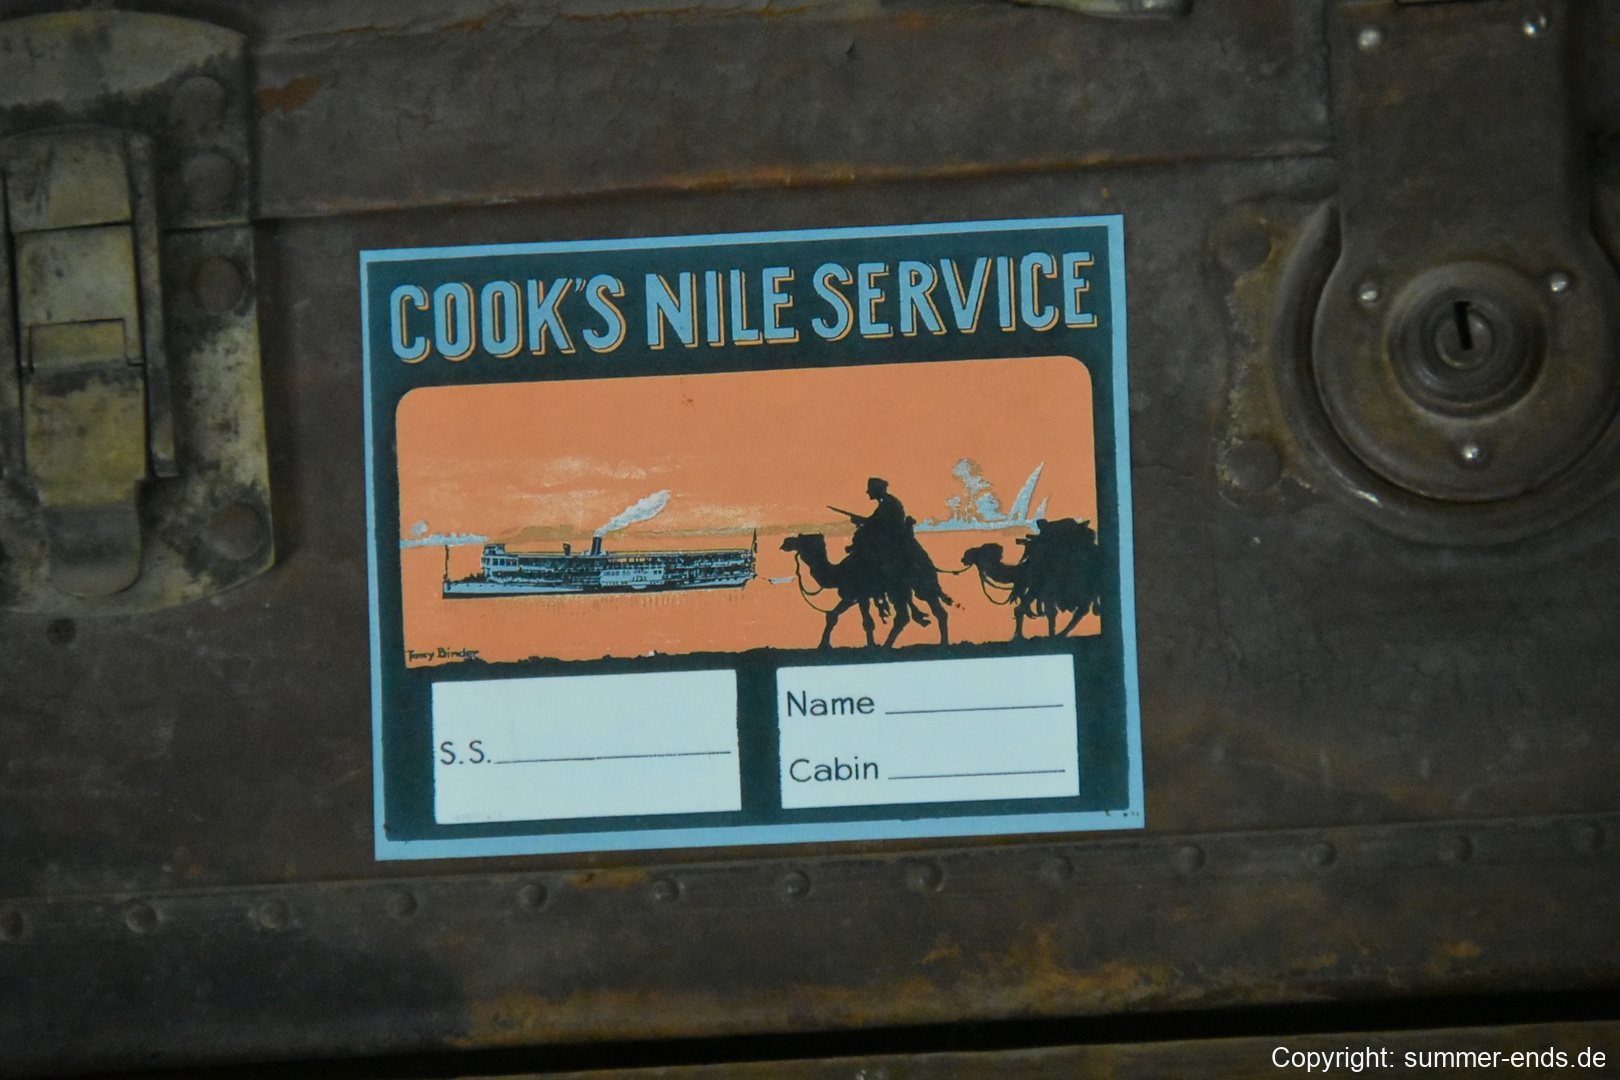 COOK'S NILE SERVICE
Tony Binder
S.S.
Name
Cabin
Copyright: summer-ends.de